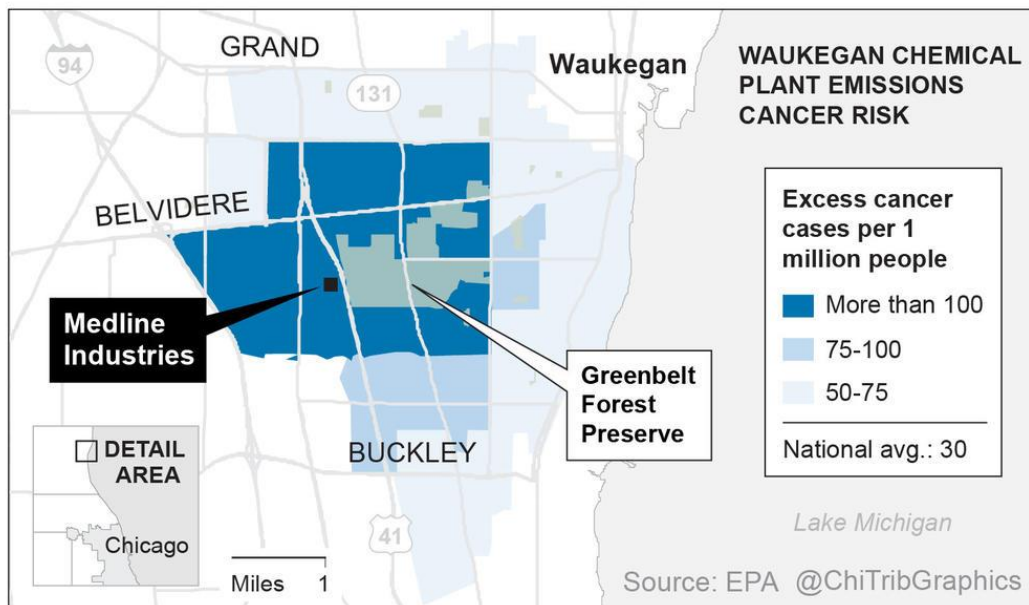 GRAND
94
131
Waukegan
BELVIDERE
Medline
Industries
Greenbelt
Forest
Preserve
BUCKLEY
41
DETAIL
AREA
Chicago
Miles 1
WAUKEGAN CHEMICAL
PLANT EMISSIONS
CANCER RISK
Excess cancer
cases per 1
million people
More than 100
75-100
50-75
National avg.: 30
Lake Michigan
Source: EPA @ChiTribGraphics